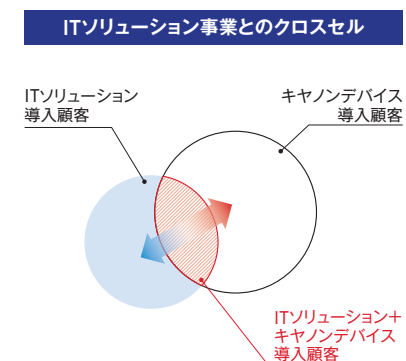 ITソリューション事業とのクロスセル
ITソリューション
導入顧客
キヤノンデバイス
導入顧客
ITソリューション＋
キヤノンデバイス
導入顧客